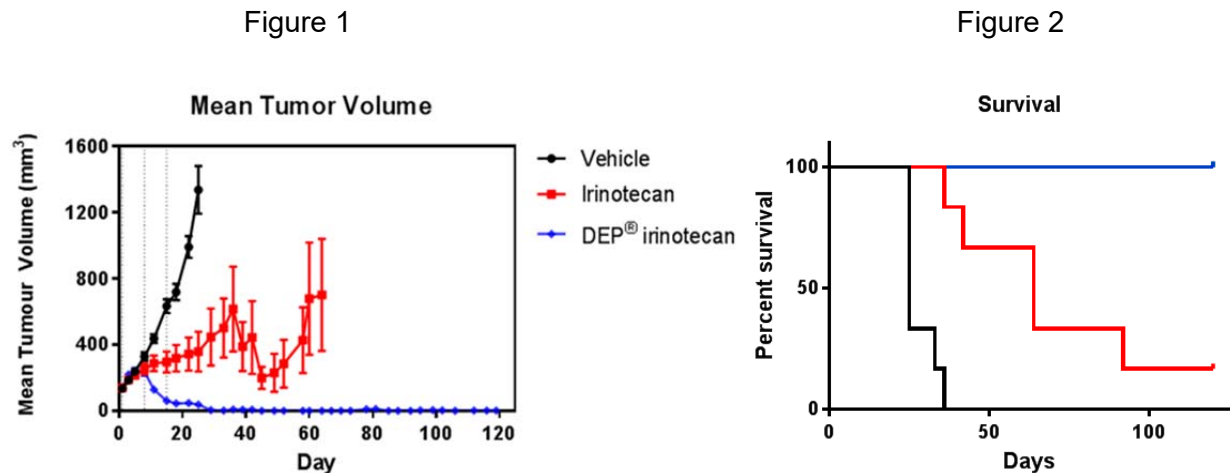 Figure 1
Figure 2
Mean Tumor Volume
Mean Tumour Volume (mm³)
1600
1200
800
400
0
0 20 40 60 80 100 120
Day
Vehicle
Irinotecan
DEP® irinotecan
Survival
Percent survival
100
50
0
0 50 100
Days